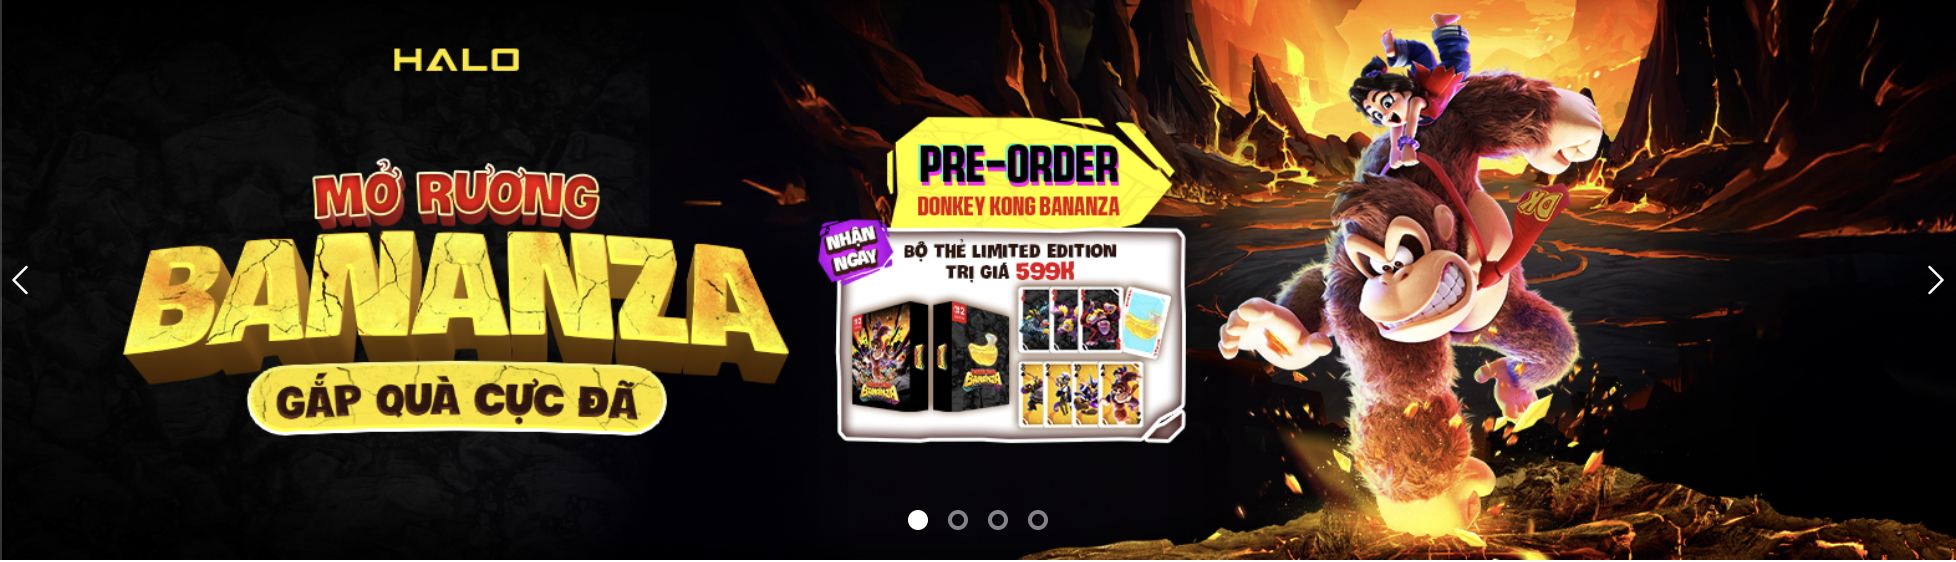 HALO
MỞ RƯƠNG
BANANZA
GẮP QUÀ CỰC ĐÃ
PRE-ORDER
DONKEY KONG BANANZA
NHẬN
NGAY
BỘ THẺ LIMITED EDITION
TRỊ GIÁ 599K
BANANZA
BANANZA
DK